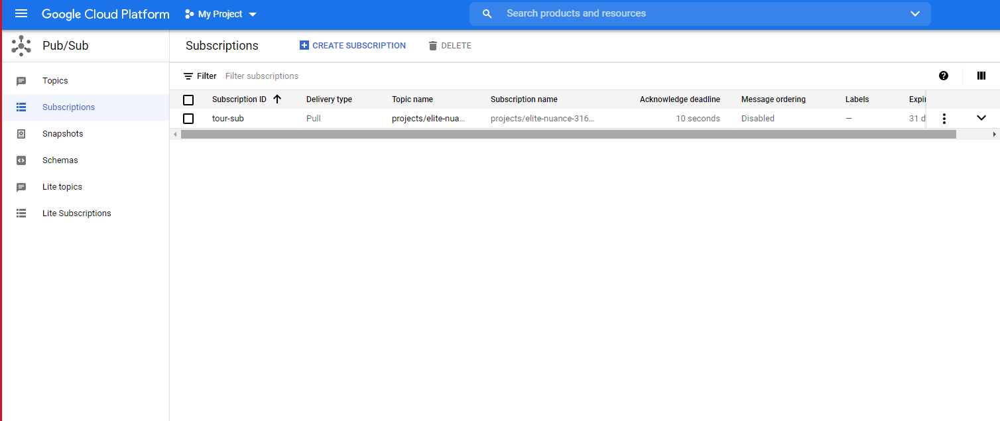 Google Cloud Platform My Project Search products and resources
Pub/Sub Subscriptions CREATE SUBSCRIPTION DELETE
Topics
Subscriptions
Snapshots
Schemas
Lite topics
Lite Subscriptions
Filter Filter subscriptions
Subscription ID Delivery type Topic name Subscription name Acknowledge deadline Message ordering Labels Expir
tour-sub Pull projects/elite-nua... projects/elite-nuance-316... 10 seconds Disabled — 31 d